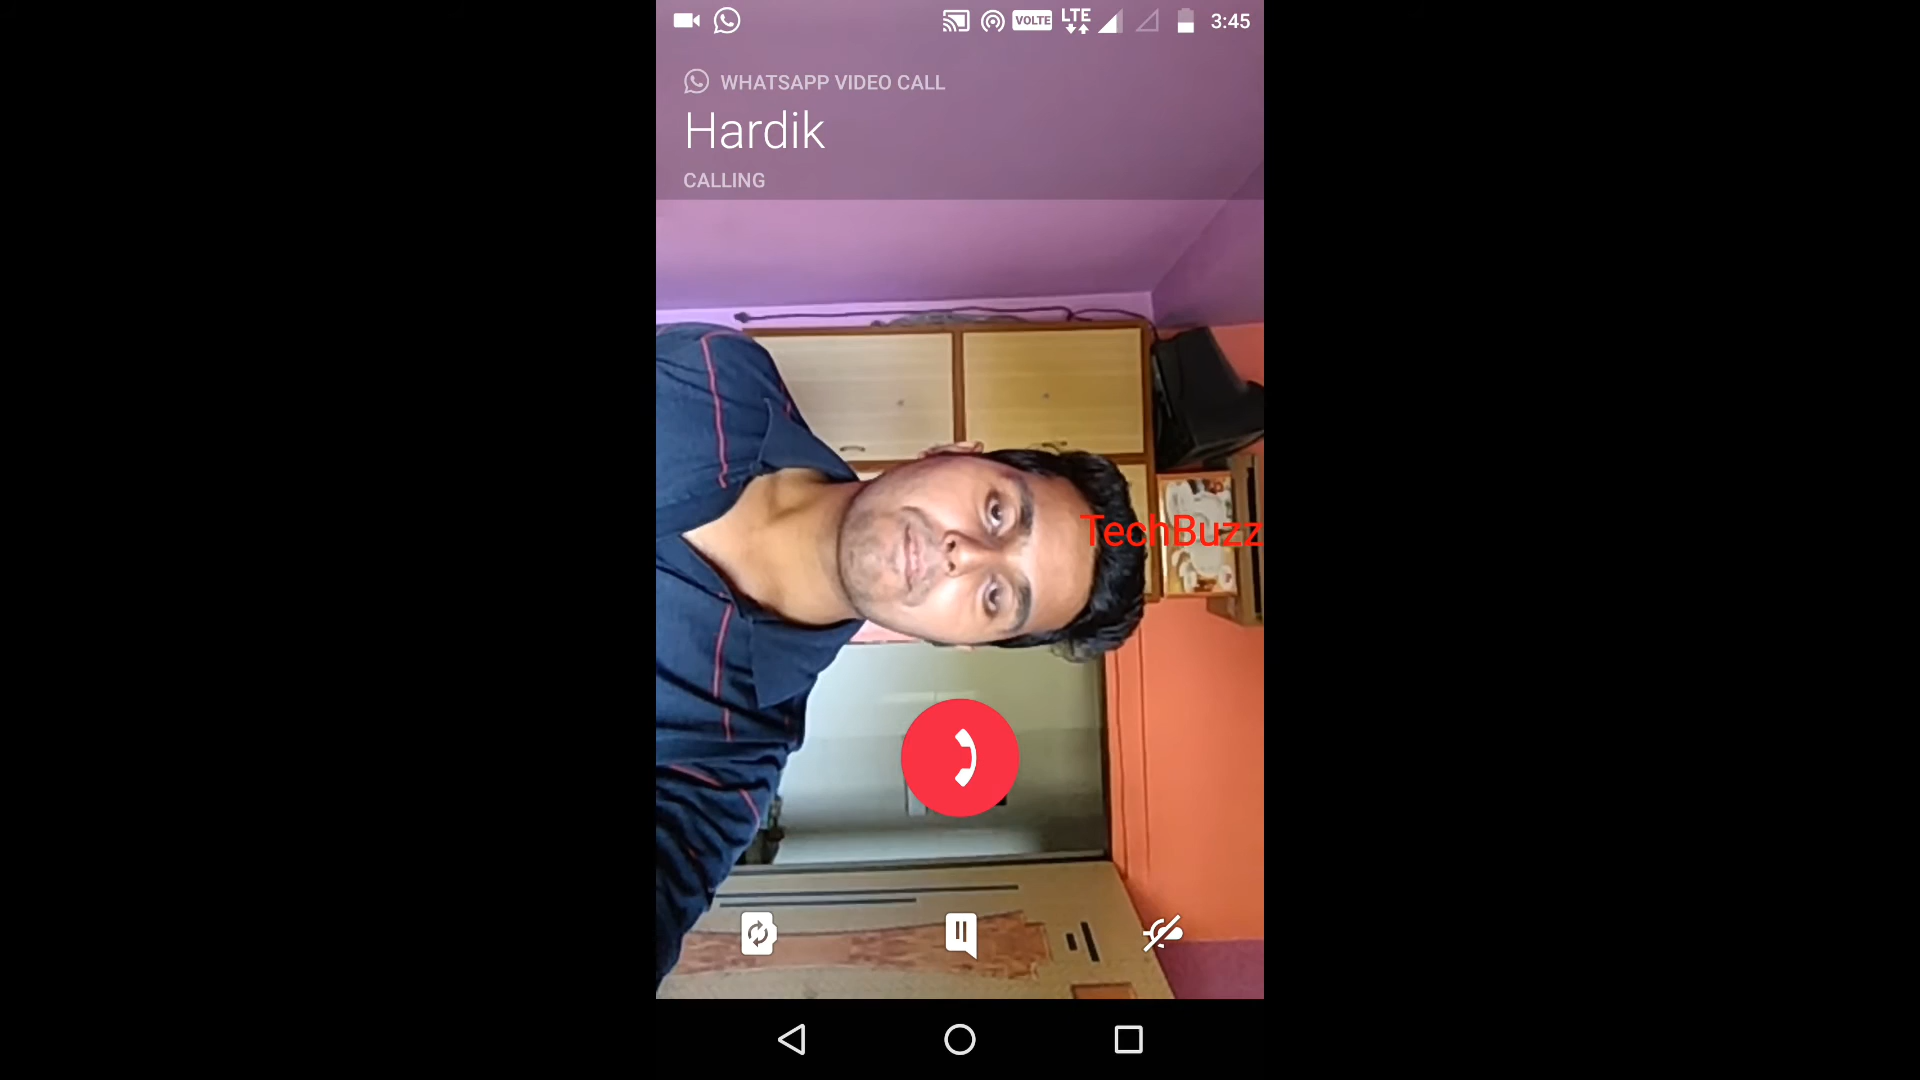 VOLTE LTE 3:45
WHATSAPP VIDEO CALL
Hardik
CALLING
TechBuzz